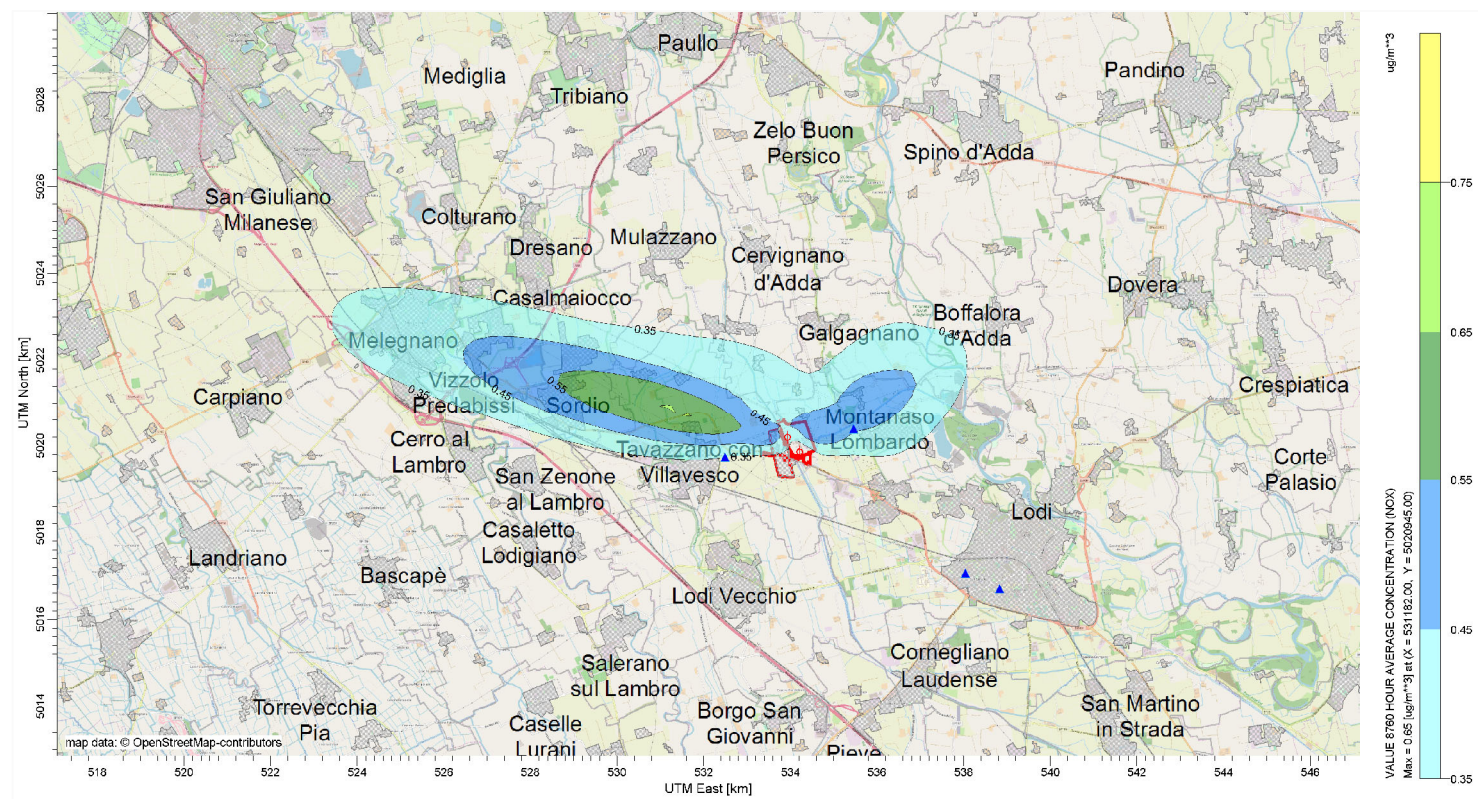 Paullo
ug/m**3
Mediglia
Pandino
Tribiano
5028
Zelo Buon
Persico
Spino d'Adda
0.75
5026
San Giuliano
Milanese
Colturano
Mulazzano
Dresano
Cervignano
d'Adda
5024
Dovera
Casalmaiocco
Boffalora
d'Adda
0.35
0.35
Galgagnano
0.65
Melegnano
UTM North [km]
5022
Vizzolo
Predabissi
0.55
0.45
0.35
Crespiatica
Carpiano
Sordio
0.45
Montanaso
Lombardo
5020
Cerro al
Lambro
Tavazzano con
Villavesco
0.35
Corte
Palasio
San Zenone
al Lambro
0.55
Lodi
5018
Casaletto
Lodigiano
Landriano
Bascapè
Lodi Vecchio
5016
0.45
Cornegliano
Laudense
Salerano
sul Lambro
5014
Torrevecchia
Pia
Borgo San
Giovanni
San Martino
in Strada
Caselle
Lurani
Pieve
map data: © OpenStreetMap-contributors
0.35
518
520
522
524
526
528
530
532
534
536
538
540
542
544
546
UTM East [km]
VALUE 8760 HOUR AVERAGE CONCENTRATION (NOX)
Max = 0.65 [ug/m**3] at (X = 531182.00, Y = 5020945.00)